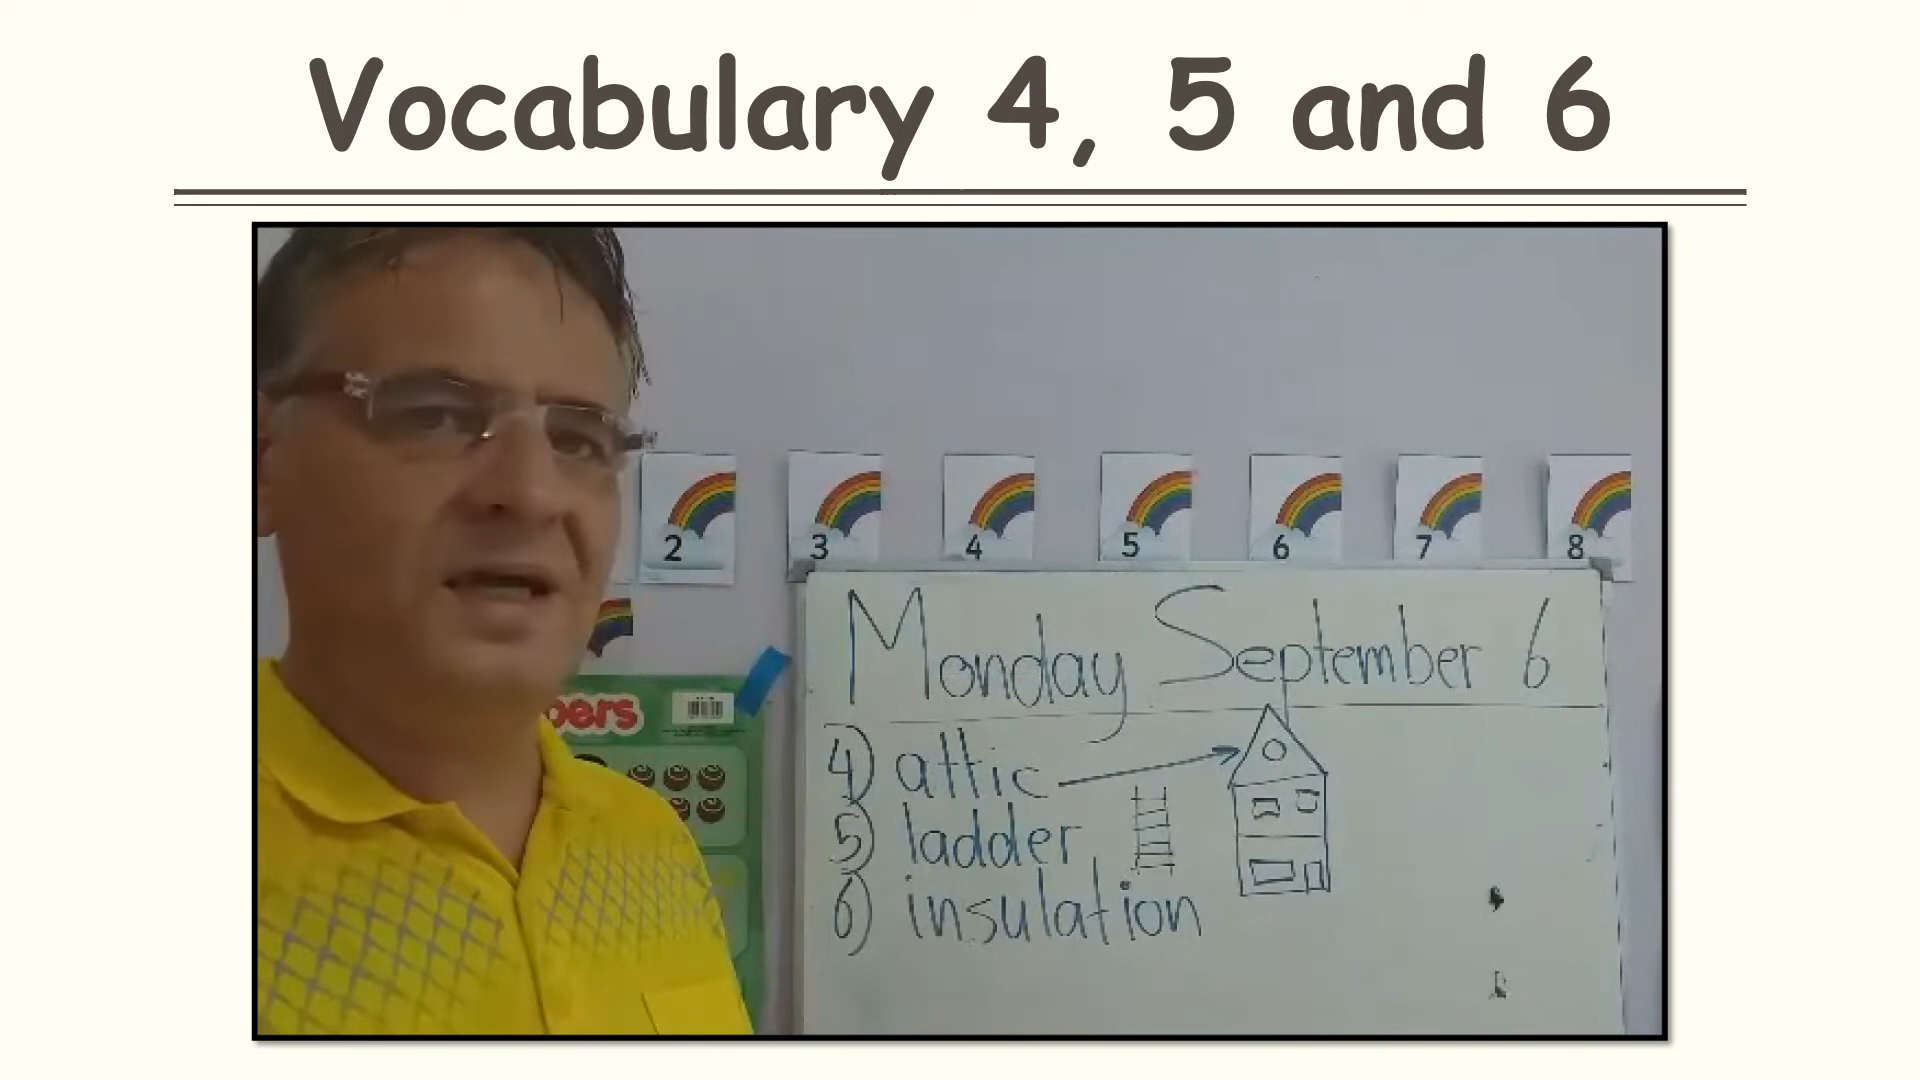 Vocabulary 4, 5 and 6
2 3 4 5 6 7 8
Monday September 6
4) attic
5) ladder
6) insulation
bers